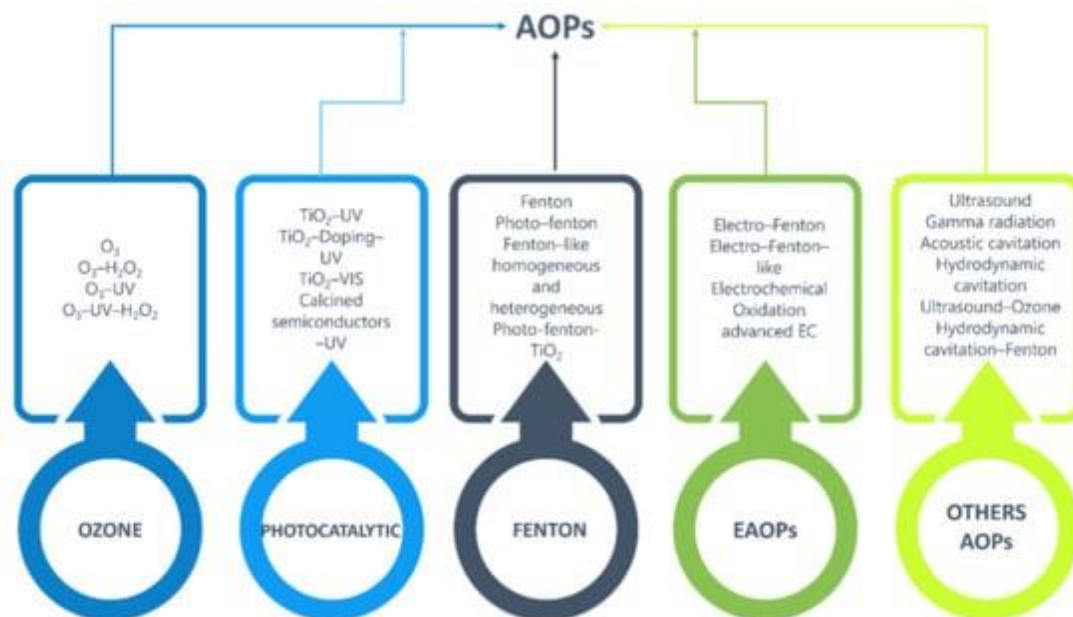 AOPs
O₃
O₃–H₂O₂
O₃–UV
O₃–UV–H₂O₂
TiO₂–UV
TiO₂–Doping–
UV
TiO₂–VIS
Calcined
semiconductors
–UV
Fenton
Photo–fenton
Fenton–like
homogeneous
and
heterogeneous
Photo-fenton-
TiO₂
Electro–Fenton
Electro–Fenton–
like
Electrochemical
Oxidation
advanced EC
Ultrasound
Gamma radiation
Acoustic cavitation
Hydrodynamic
cavitation
Ultrasound–Ozone
Hydrodynamic
cavitation–Fenton
OZONE
PHOTOCATALYTIC
FENTON
EAOPs
OTHERS
AOPs